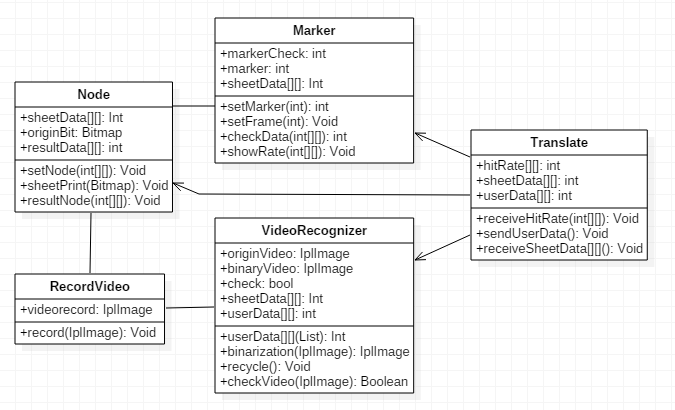 Marker
+markerCheck: int
+marker: int
+sheetData[][]: Int
+setMarker(int): int
+setFrame(int): Void
+checkData(int[][]): int
+showRate(int[][]): Void
Node
+sheetData[][]: Int
+originBit: Bitmap
+resultData[][]: int
+setNode(int[][]): Void
+sheetPrint(Bitmap): Void
+resultNode(int[][]): Void
Translate
+hitRate[][]: int
+sheetData[][]: int
+userData[][]: int
+receiveHitRate(int[][]): Void
+sendUserData(): Void
+receiveSheetData[][](): Void
VideoRecognizer
+originVideo: IplImage
+binaryVideo: IplImage
+check: bool
+sheetData[][]: Int
+userData[][]: int
+userData[][](List): Int
+binarization(IplImage): IplImage
+recycle(): Void
+checkVideo(IplImage): Boolean
RecordVideo
+videorecord: IplImage
+record(IplImage): Void